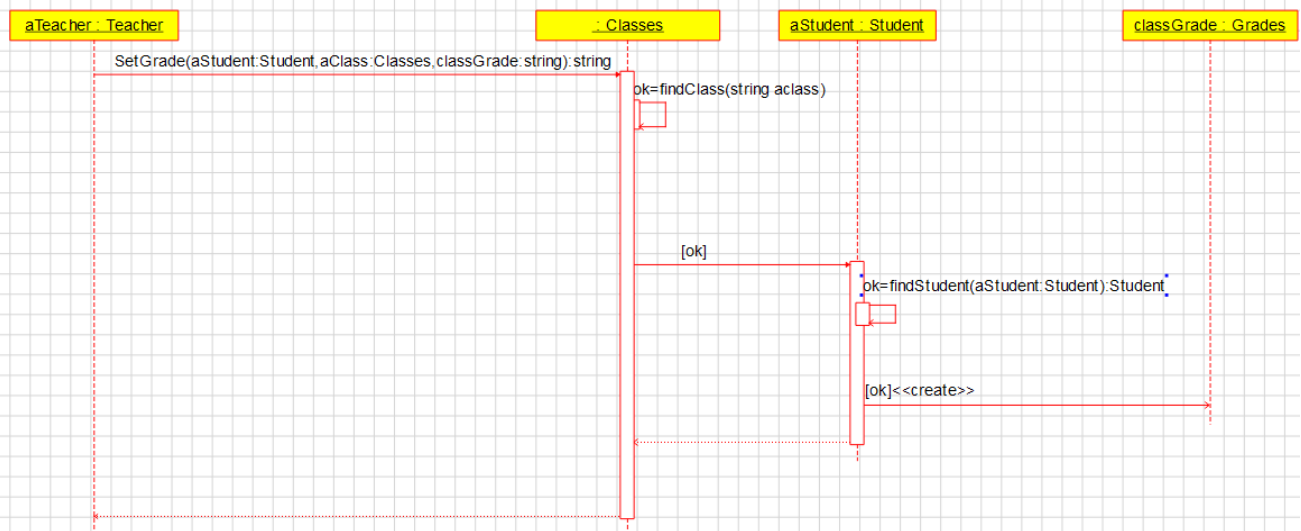 aTeacher : Teacher
: Classes
aStudent : Student
classGrade : Grades
SetGrade(aStudent:Student,aClass:Classes,classGrade:string):string
ok=findClass(string aclass)
[ok]
ok=findStudent(aStudent:Student):Student
[ok]<<create>>